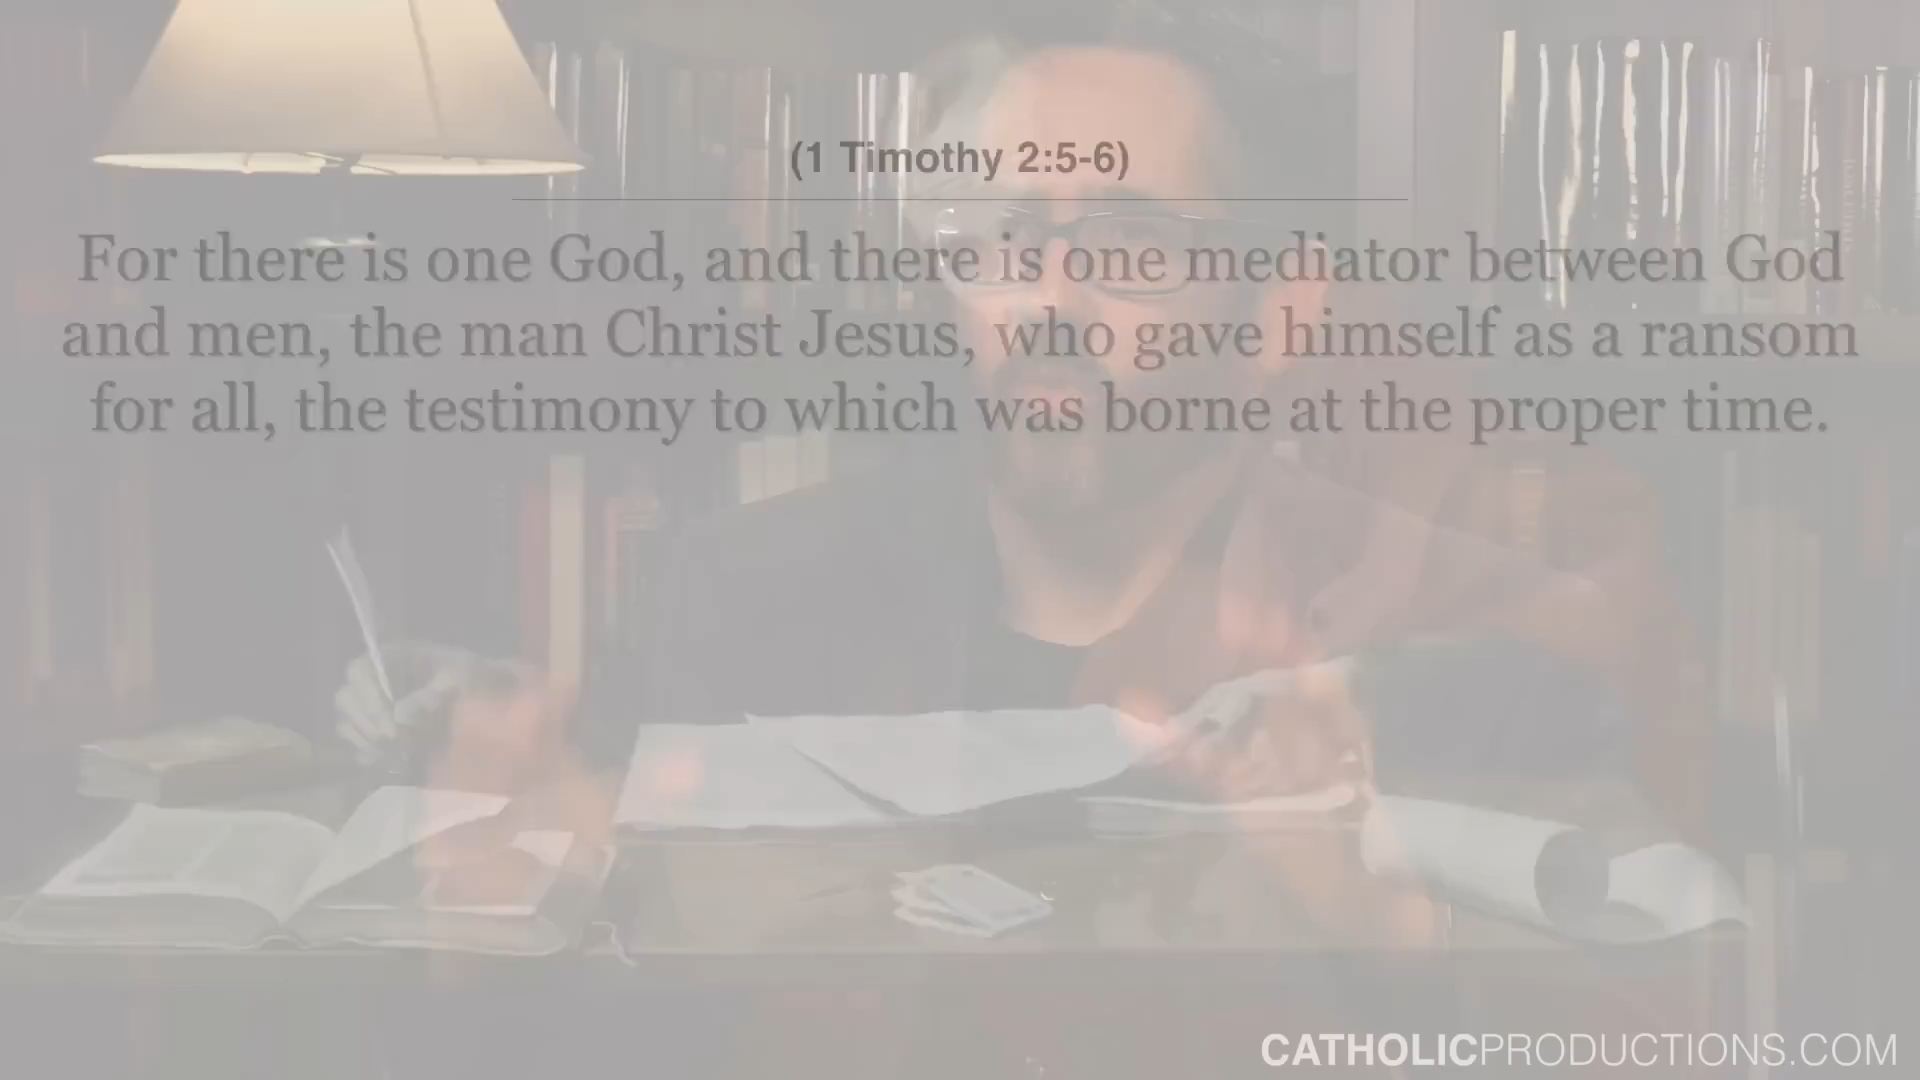 (1 Timothy 2:5-6)
For there is one God, and there is one mediator between God
and men, the man Christ Jesus, who gave himself as a ransom
for all, the testimony to which was borne at the proper time.
CATHOLICPRODUCTIONS.COM